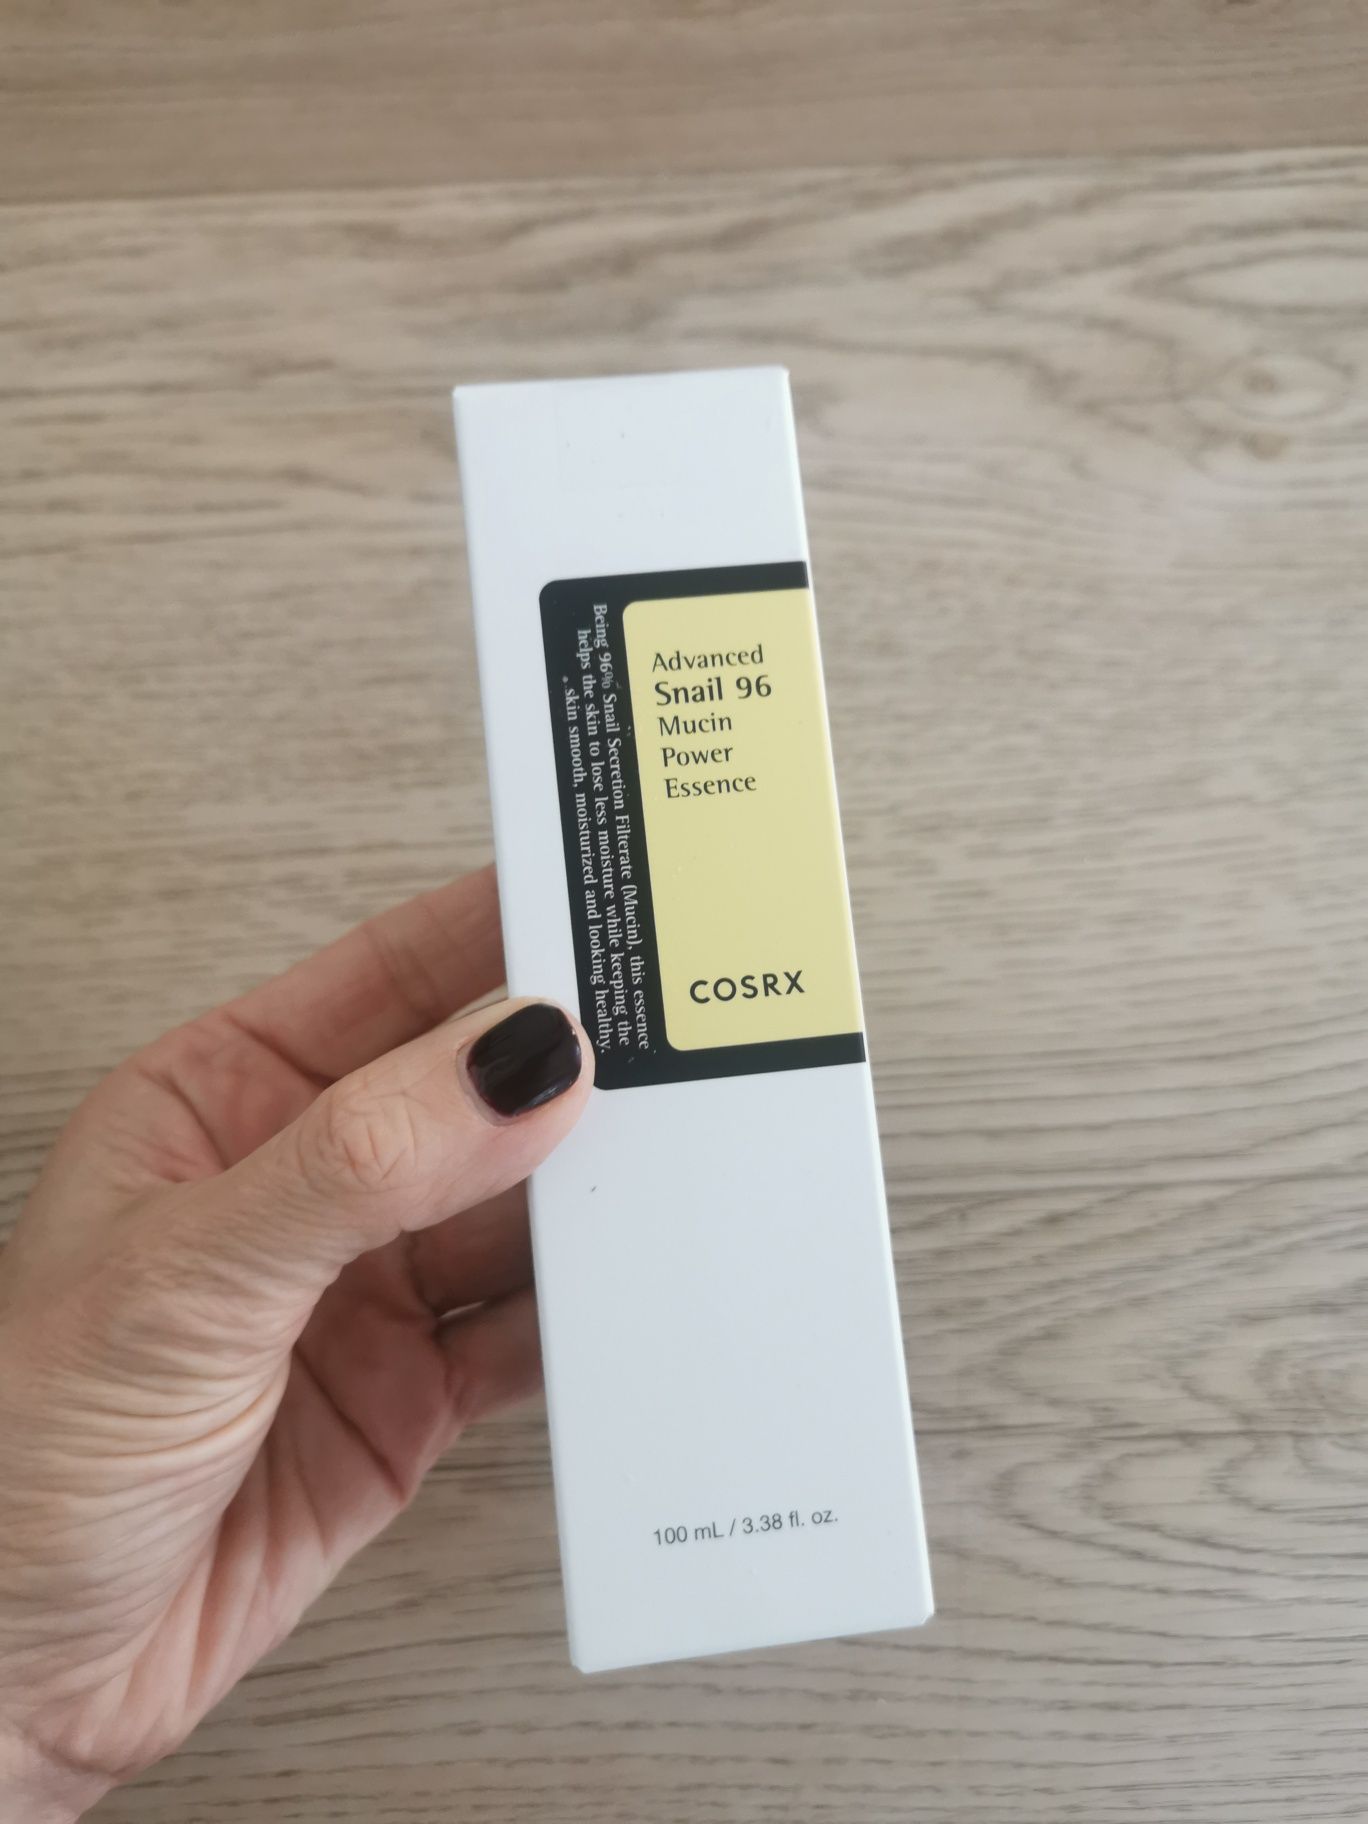 Advanced
Snail 96
Mucin
Power
Essence
COSRX
Being 96% Snail Secretion Filterate (Mucin), this essence
helps the skin to lose less moisture while keeping the
skin smooth, moisturized and looking healthy.
100 mL / 3.38 fl. oz.